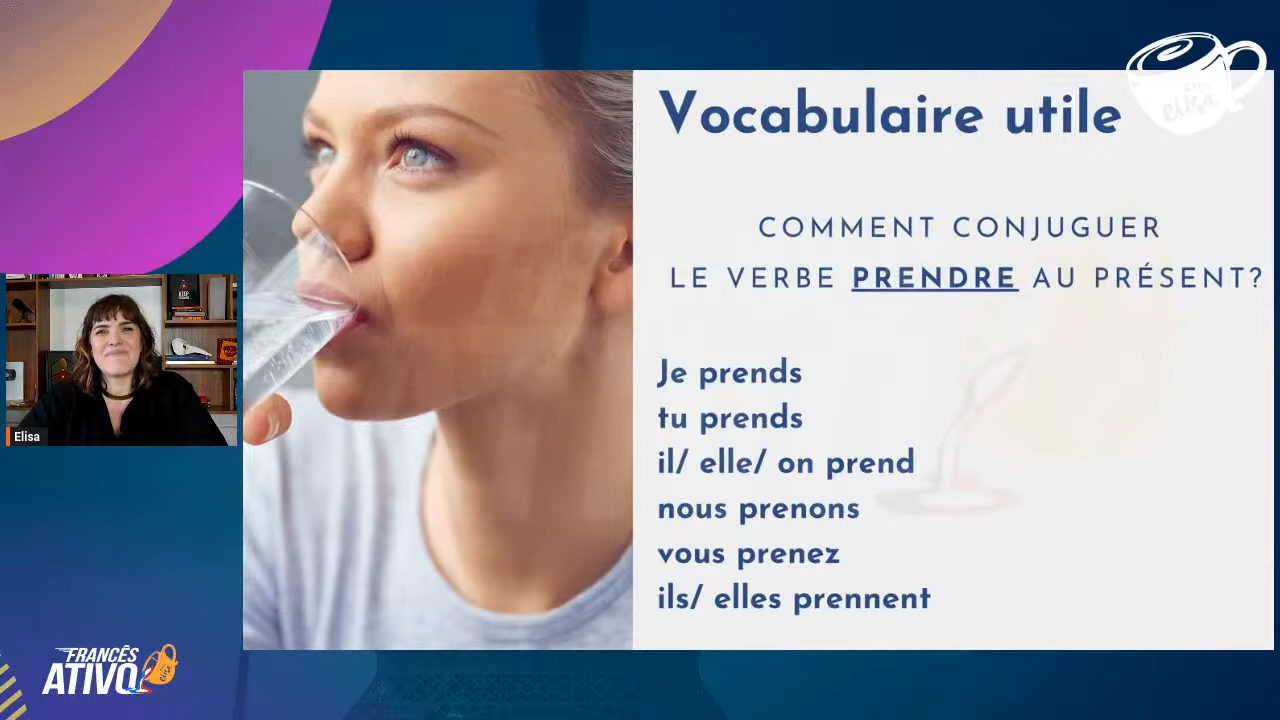 Vocabulaire utile
COMMENT CONJUGUER
LE VERBE PRENDRE AU PRÉSENT?
Je prends
tu prends
il/ elle/ on prend
nous prenons
vous prenez
ils/ elles prennent
Elisa
FRANCÊS
ATIVO
elisa